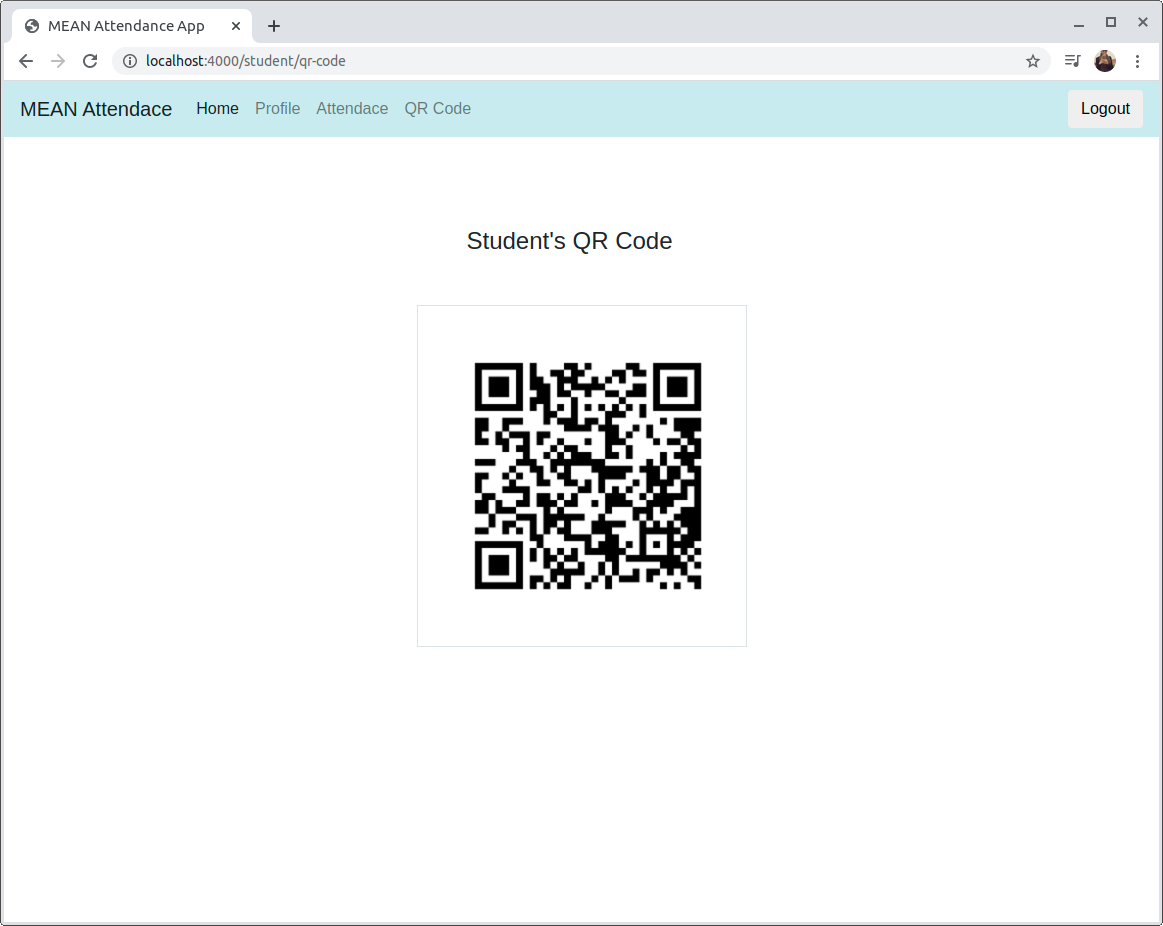 MEAN Attendance App
localhost:4000/student/qr-code
MEAN Attendace Home Profile Attendace QR Code Logout
Student's QR Code